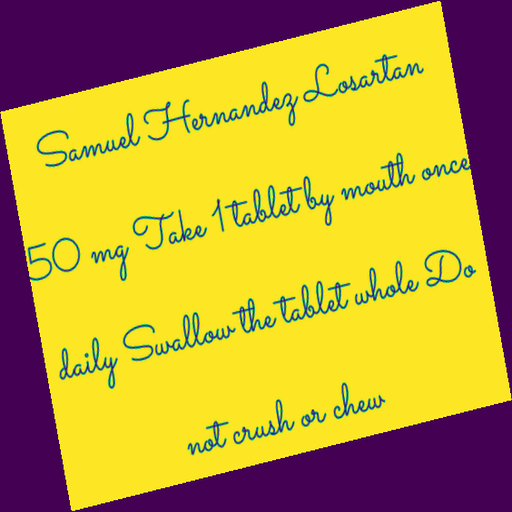 Samuel Hernandez Losartan
50 mg Take 1 tablet by mouth once
daily Swallow the tablet whole Do
not crush or chew